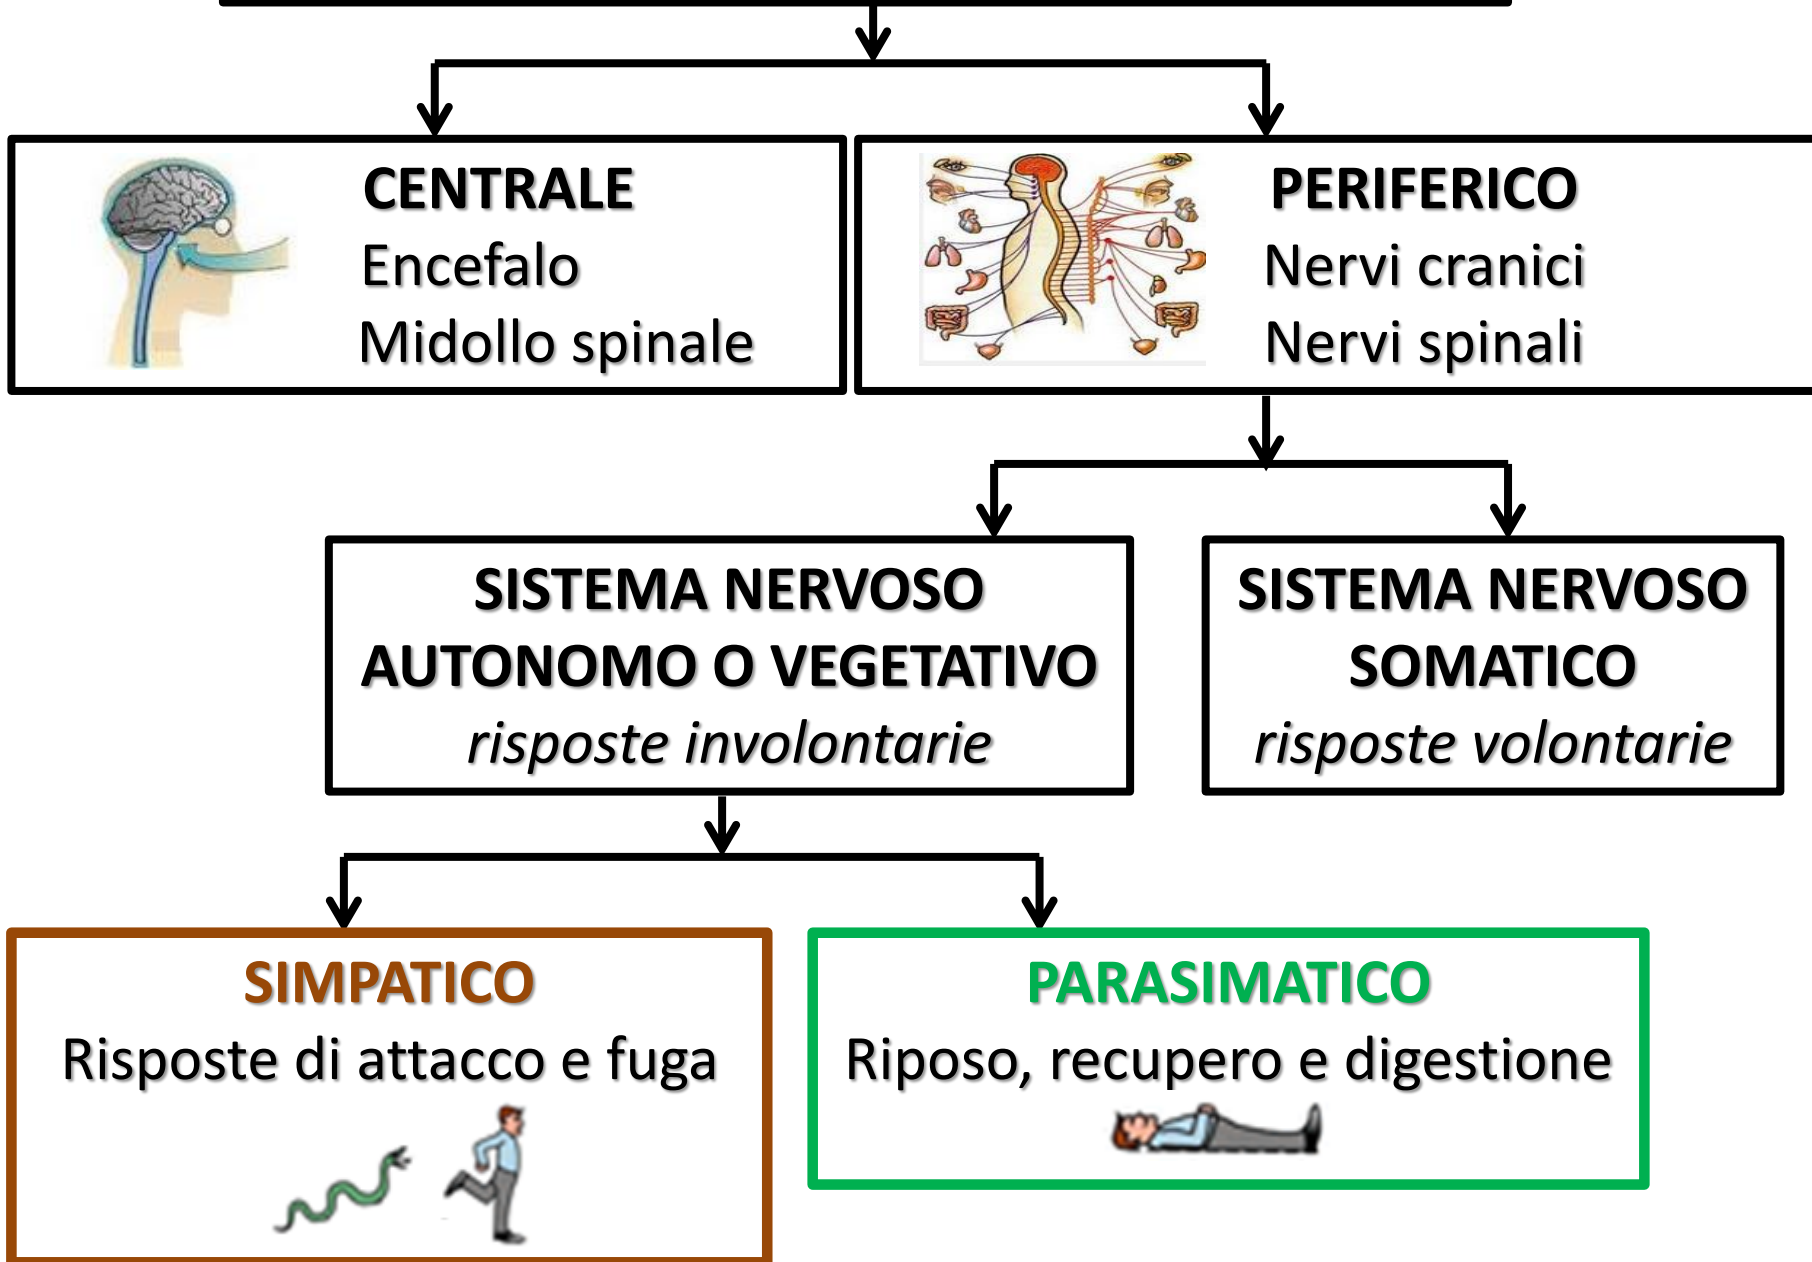 CENTRALE
Encefalo
Midollo spinale
PERIFERICO
Nervi cranici
Nervi spinali
SISTEMA NERVOSO
AUTONOMO O VEGETATIVO
risposte involontarie
SISTEMA NERVOSO
SOMATICO
risposte volontarie
SIMPATICO
Risposte di attacco e fuga
PARASIMATICO
Riposo, recupero e digestione